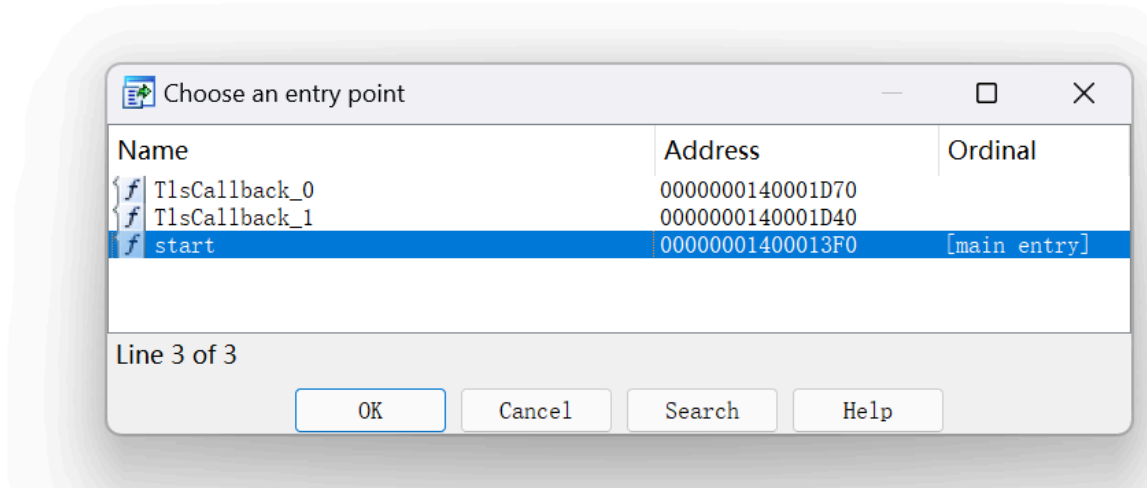 Choose an entry point
Name Address Ordinal
f TlsCallback_0 0000000140001D70
f TlsCallback_1 0000000140001D40
f start 00000001400013F0 [main entry]
Line 3 of 3
OK Cancel Search Help